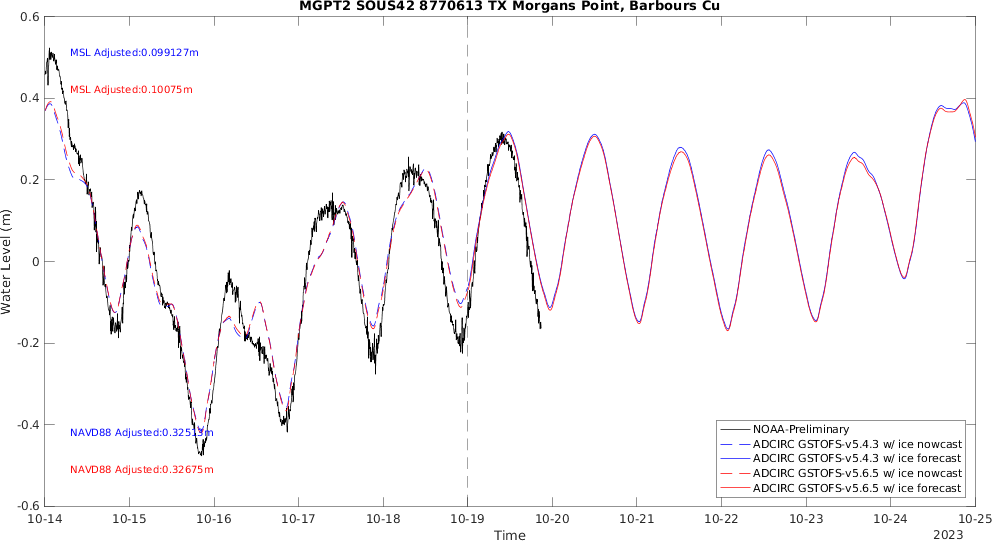 MGPT2 SOUS42 8770613 TX Morgans Point, Barbours Cu
Water Level (m)
0.6
0.4
0.2
0
-0.2
-0.4
-0.6
MSL Adjusted:0.099127m
MSL Adjusted:0.10075m
NAVD88 Adjusted:0.32513m
NAVD88 Adjusted:0.32675m
NOAA-Preliminary
ADCIRC GSTOFS-v5.4.3 w/ ice nowcast
ADCIRC GSTOFS-v5.4.3 w/ ice forecast
ADCIRC GSTOFS-v5.6.5 w/ ice nowcast
ADCIRC GSTOFS-v5.6.5 w/ ice forecast
10-14 10-15 10-16 10-17 10-18 10-19 10-20 10-21 10-22 10-23 10-24 10-25
Time
2023